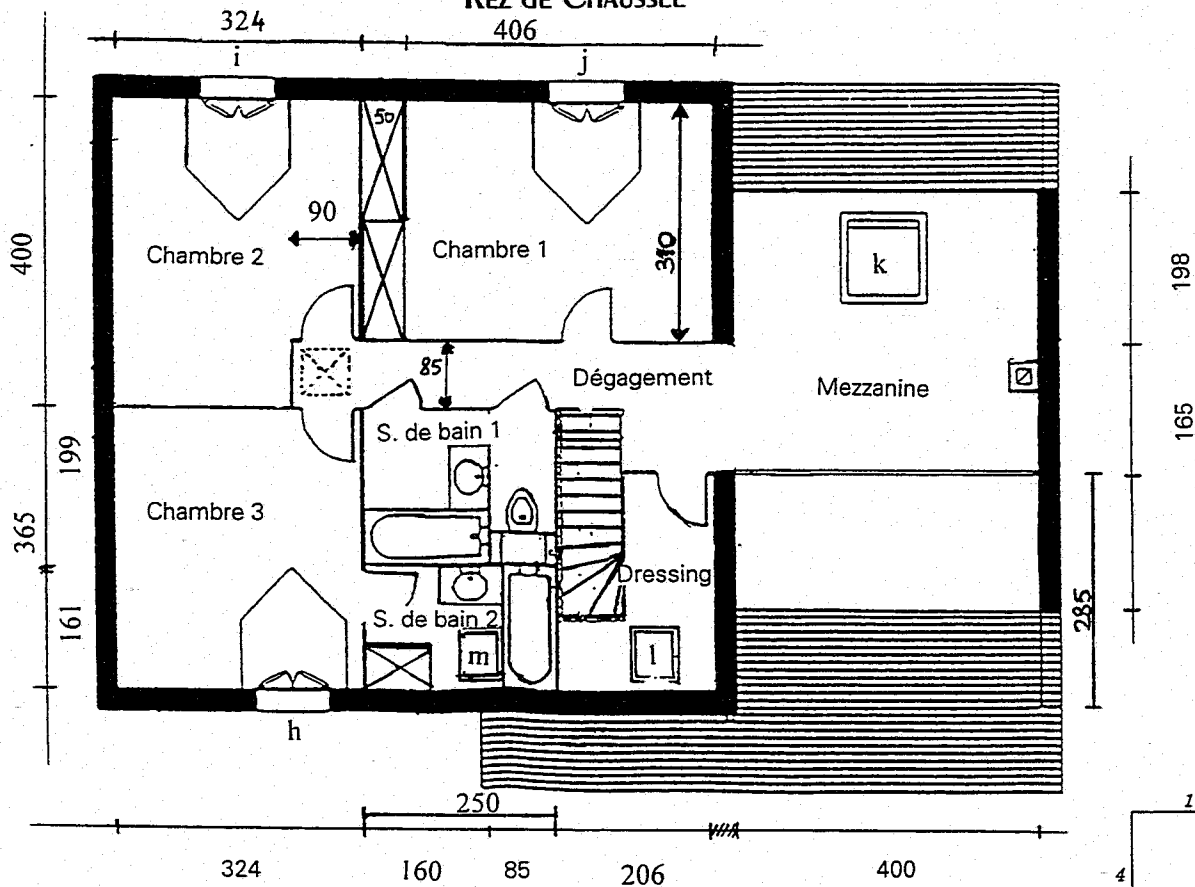 REZ DE CHAUSSÉE
324
406
i
j
50
90
400
Chambre 2
Chambre 1
310
k
198
85
Dégagement
Mezzanine
165
199
S. de bain 1
365
Chambre 3
Dressing
161
S. de bain 2
m
l
285
h
250
1
324
160
85
206
400
4